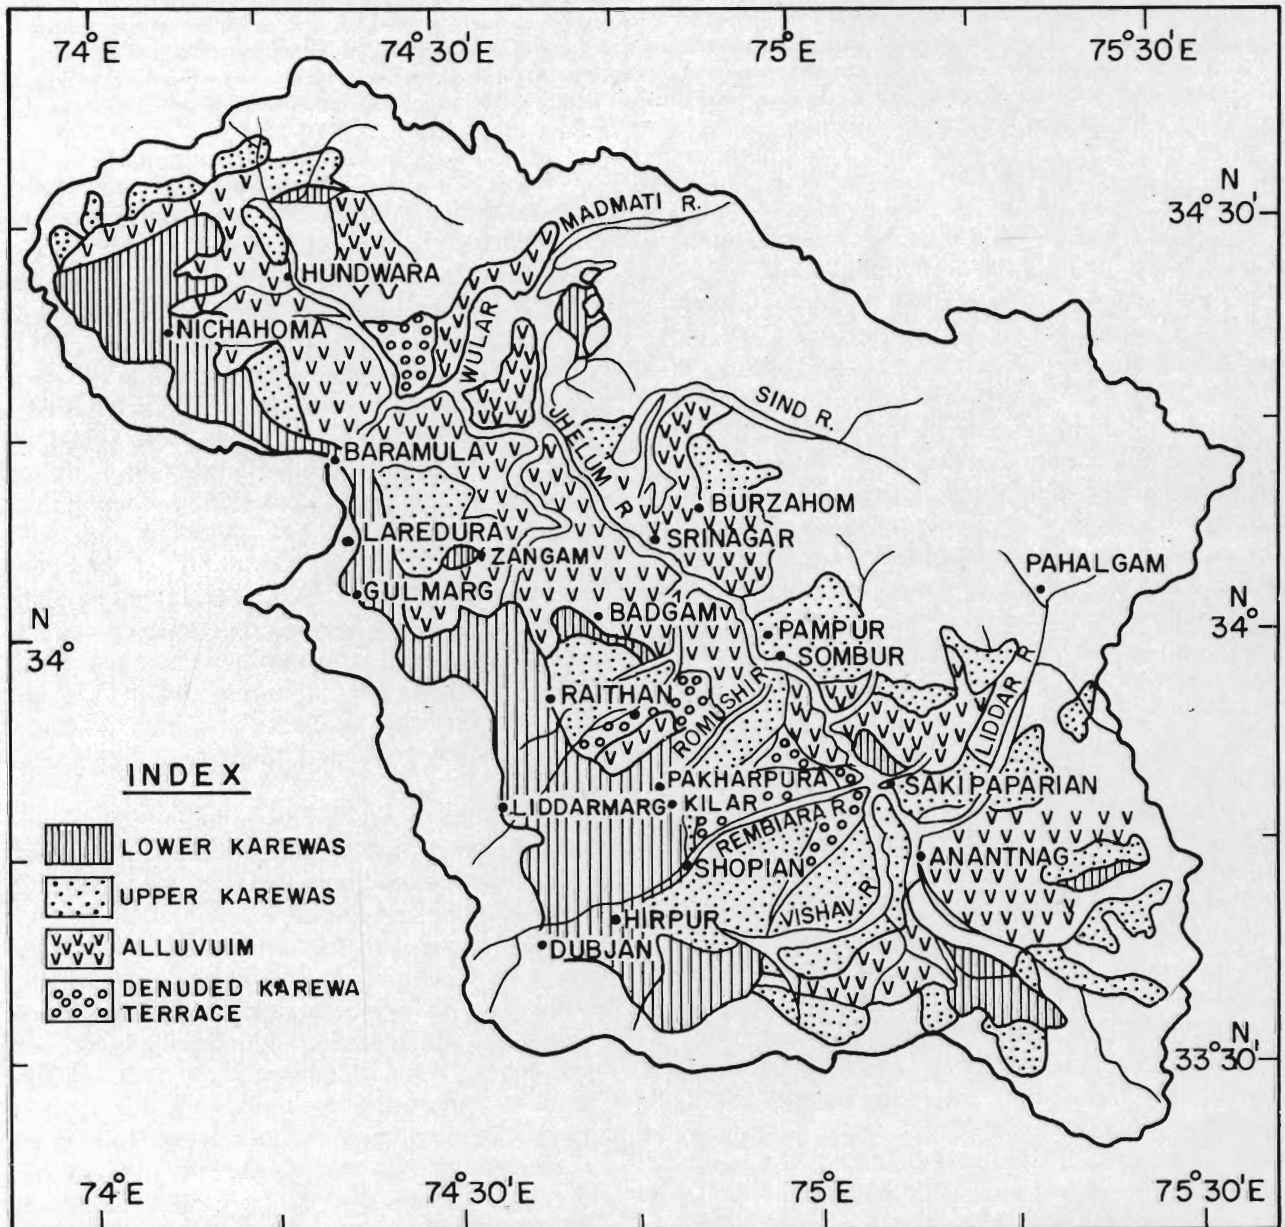 74°E 74°30'E 75°E 75°30'E
N
34°30'
MADMATI R.
HUNDWARA
NICHAHOMA
WULAR
SIND R.
JHELUM R
BARAMULA
BURZAHOM
LAREDURA
SRINAGAR
ZANGAM
PAHALGAM
GULMARG
BADGAM
N
34°
N
34°
PAMPUR
SOMBUR
RAITHAN
ROMUSHI R
LIDDAR R
INDEX
PAKHARPURA
SAKIPAPARIAN
LIDDARMARG
KILAR
REMBIARA R.
LOWER KAREWAS
SHOPIAN
ANANTNAG
UPPER KAREWAS
HIRPUR
VISHAV R
ALLUVUIM
DUBJAN
DENUDED KAREWA
TERRACE
N
33°30'
74°E 74°30'E 75°E 75°30'E